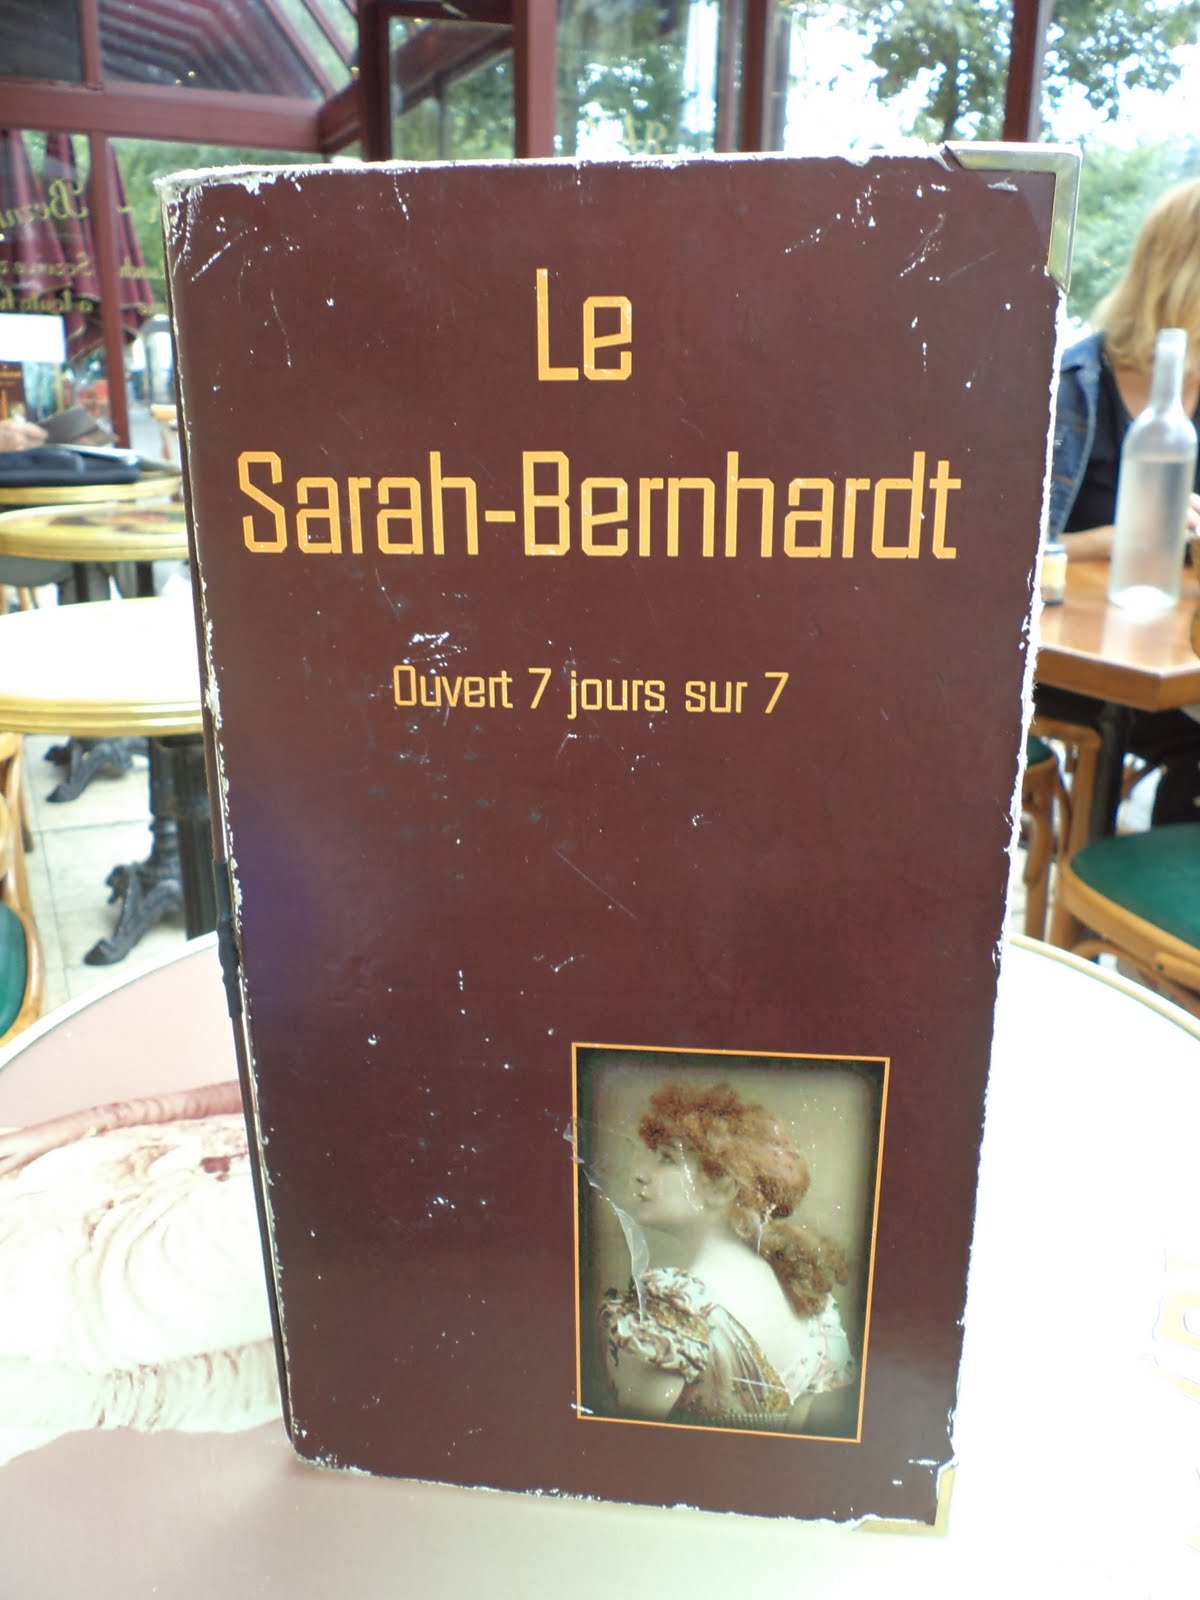 Le
Sarah-Bernhardt
Ouvert 7 jours sur 7